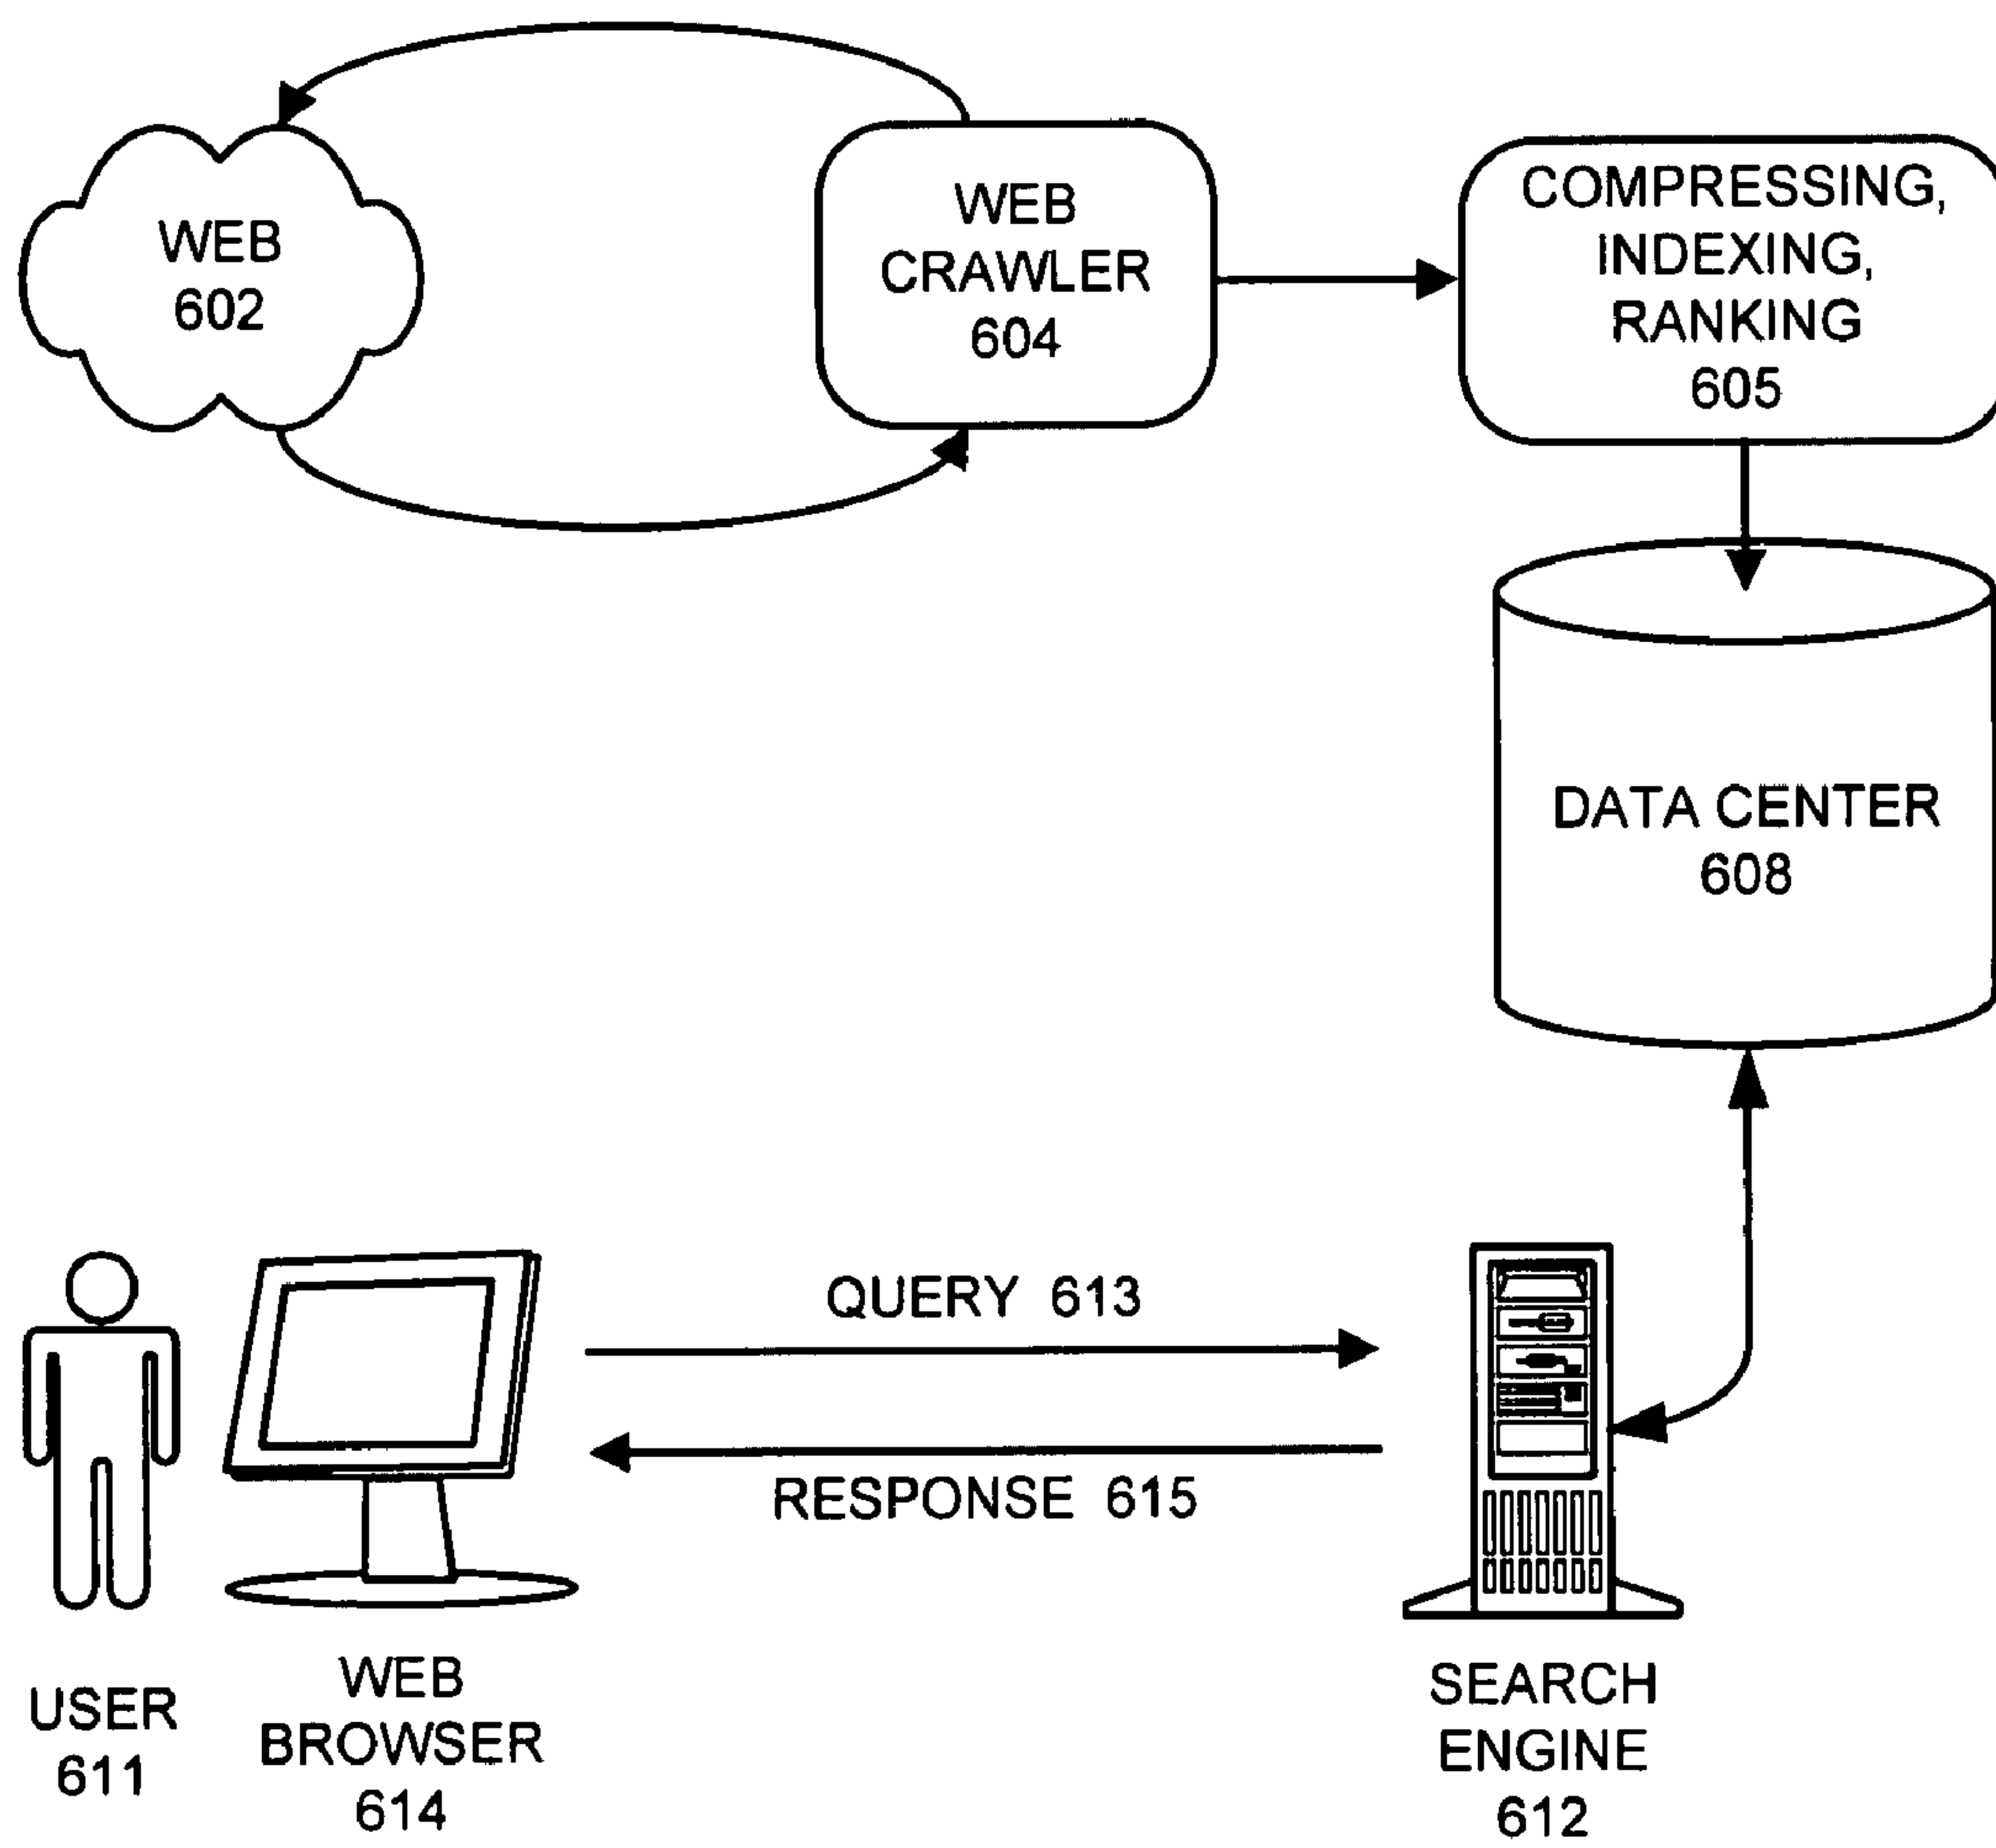 WEB
602
WEB
CRAWLER
604
COMPRESSING,
INDEXING,
RANKING
605
DATA CENTER
608
QUERY 613
RESPONSE 615
USER
611
WEB
BROWSER
614
SEARCH
ENGINE
612